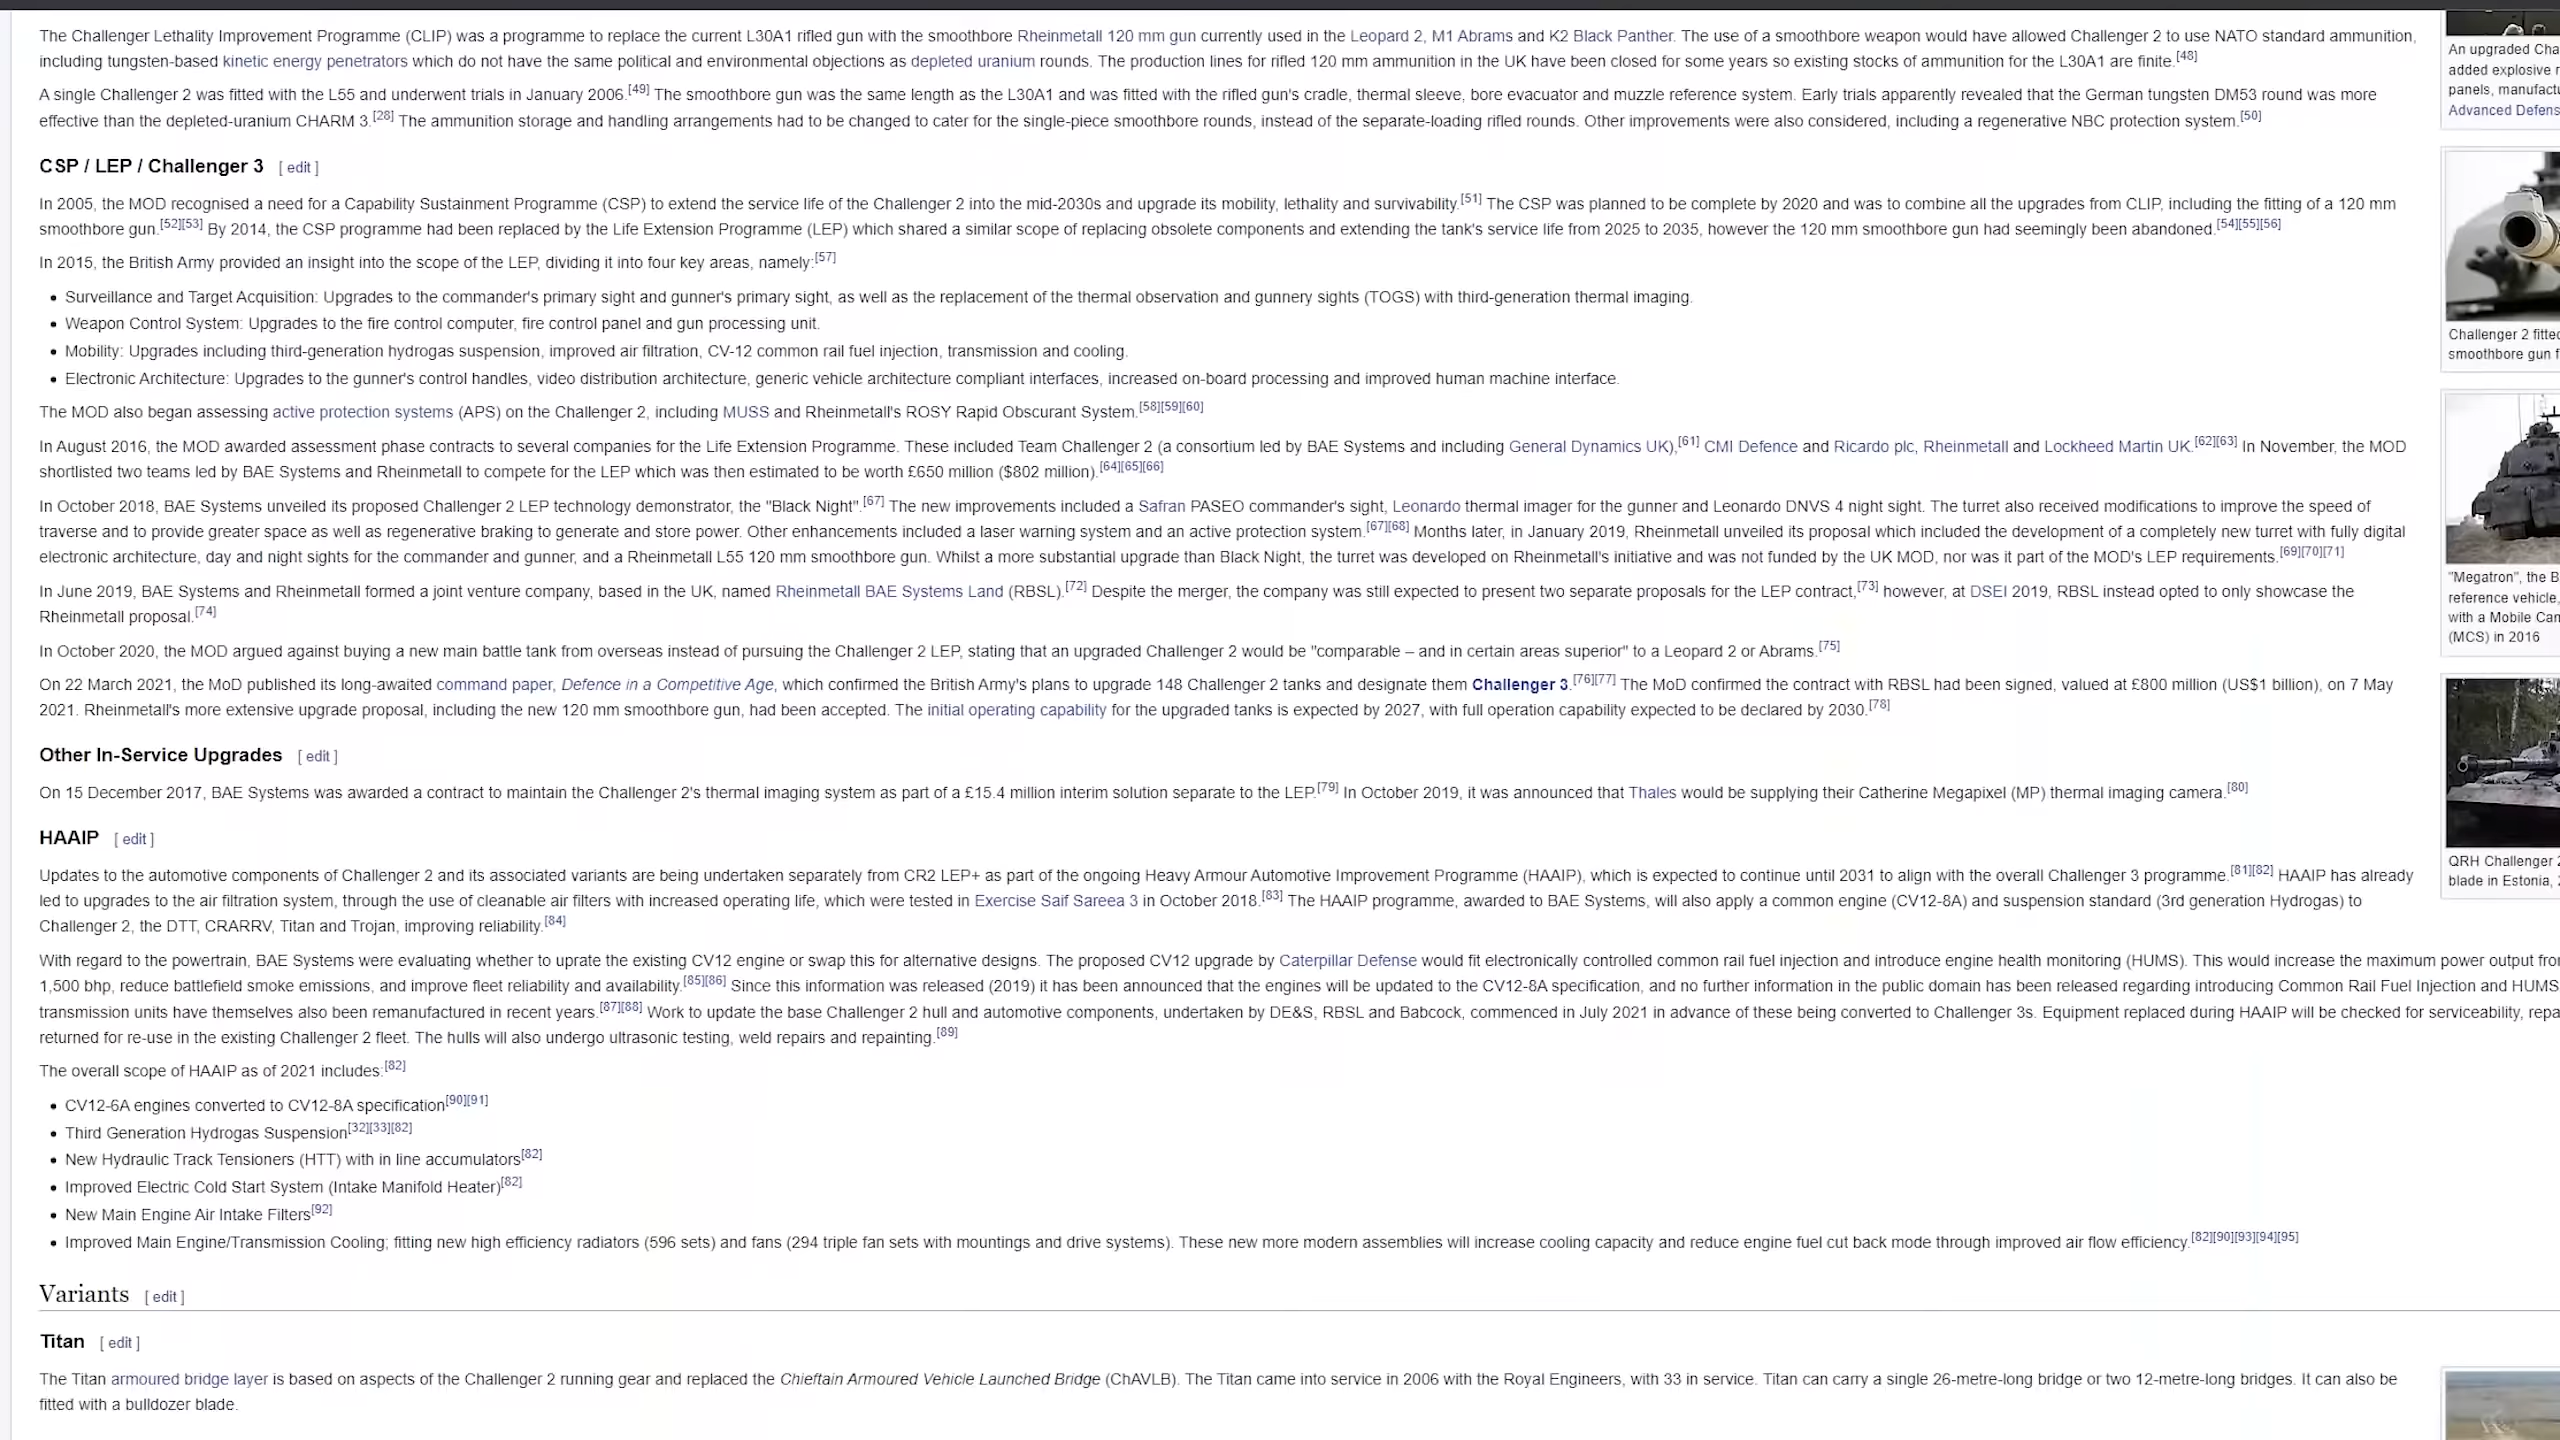 The Challenger Lethality Improvement Programme (CLIP) was a programme to replace the current L30A1 rifled gun with the smoothbore Rheinmetall 120 mm gun currently used in the Leopard 2, M1 Abrams and K2 Black Panther. The use of a smoothbore weapon would have allowed Challenger 2 to use NATO standard ammunition,
including tungsten-based kinetic energy penetrators which do not have the same political and environmental objections as depleted uranium rounds. The production lines for rifled 120 mm ammunition in the UK have been closed for some years so existing stocks of ammunition for the L30A1 are finite.[48]
A single Challenger 2 was fitted with the L55 and underwent trials in January 2006.[49] The smoothbore gun was the same length as the L30A1 and was fitted with the rifled gun's cradle, thermal sleeve, bore evacuator and muzzle reference system. Early trials apparently revealed that the German tungsten DM53 round was more
effective than the depleted-uranium CHARM 3.[28] The ammunition storage and handling arrangements had to be changed to cater for the single-piece smoothbore rounds, instead of the separate-loading rifled rounds. Other improvements were also considered, including a regenerative NBC protection system.[50]
CSP / LEP / Challenger 3 [ edit ]
In 2005, the MOD recognised a need for a Capability Sustainment Programme (CSP) to extend the service life of the Challenger 2 into the mid-2030s and upgrade its mobility, lethality and survivability.[51] The CSP was planned to be complete by 2020 and was to combine all the upgrades from CLIP, including the fitting of a 120 mm
smoothbore gun.[52][53] By 2014, the CSP programme had been replaced by the Life Extension Programme (LEP) which shared a similar scope of replacing obsolete components and extending the tank's service life from 2025 to 2035, however the 120 mm smoothbore gun had seemingly been abandoned.[54][55][56]
In 2015, the British Army provided an insight into the scope of the LEP, dividing it into four key areas, namely:[57]
• Surveillance and Target Acquisition: Upgrades to the commander's primary sight and gunner's primary sight, as well as the replacement of the thermal observation and gunnery sights (TOGS) with third-generation thermal imaging.
• Weapon Control System: Upgrades to the fire control computer, fire control panel and gun processing unit.
• Mobility: Upgrades including third-generation hydrogas suspension, improved air filtration, CV-12 common rail fuel injection, transmission and cooling.
• Electronic Architecture: Upgrades to the gunner's control handles, video distribution architecture, generic vehicle architecture compliant interfaces, increased on-board processing and improved human machine interface.
The MOD also began assessing active protection systems (APS) on the Challenger 2, including MUSS and Rheinmetall's ROSY Rapid Obscurant System.[58][59][60]
In August 2016, the MOD awarded assessment phase contracts to several companies for the Life Extension Programme. These included Team Challenger 2 (a consortium led by BAE Systems and including General Dynamics UK),[61] CMI Defence and Ricardo plc, Rheinmetall and Lockheed Martin UK.[62][63] In November, the MOD
shortlisted two teams led by BAE Systems and Rheinmetall to compete for the LEP which was then estimated to be worth £650 million ($802 million).[64][65][66]
In October 2018, BAE Systems unveiled its proposed Challenger 2 LEP technology demonstrator, the "Black Night".[67] The new improvements included a Safran PASEO commander's sight, Leonardo thermal imager for the gunner and Leonardo DNVS 4 night sight. The turret also received modifications to improve the speed of
traverse and to provide greater space as well as regenerative braking to generate and store power. Other enhancements included a laser warning system and an active protection system.[67][68] Months later, in January 2019, Rheinmetall unveiled its proposal which included the development of a completely new turret with fully digital
electronic architecture, day and night sights for the commander and gunner, and a Rheinmetall L55 120 mm smoothbore gun. Whilst a more substantial upgrade than Black Night, the turret was developed on Rheinmetall's initiative and was not funded by the UK MOD, nor was it part of the MOD's LEP requirements.[69][70][71]
In June 2019, BAE Systems and Rheinmetall formed a joint venture company, based in the UK, named Rheinmetall BAE Systems Land (RBSL).[72] Despite the merger, the company was still expected to present two separate proposals for the LEP contract,[73] however, at DSEI 2019, RBSL instead opted to only showcase the
Rheinmetall proposal.[74]
In October 2020, the MOD argued against buying a new main battle tank from overseas instead of pursuing the Challenger 2 LEP, stating that an upgraded Challenger 2 would be "comparable – and in certain areas superior" to a Leopard 2 or Abrams.[75]
On 22 March 2021, the MoD published its long-awaited command paper, Defence in a Competitive Age, which confirmed the British Army's plans to upgrade 148 Challenger 2 tanks and designate them Challenger 3.[76][77] The MoD confirmed the contract with RBSL had been signed, valued at £800 million (US$1 billion), on 7 May
2021. Rheinmetall's more extensive upgrade proposal, including the new 120 mm smoothbore gun, had been accepted. The initial operating capability for the upgraded tanks is expected by 2027, with full operation capability expected to be declared by 2030.[78]
Other In-Service Upgrades [ edit ]
On 15 December 2017, BAE Systems was awarded a contract to maintain the Challenger 2's thermal imaging system as part of a £15.4 million interim solution separate to the LEP.[79] In October 2019, it was announced that Thales would be supplying their Catherine Megapixel (MP) thermal imaging camera.[80]
HAAIP [ edit ]
Updates to the automotive components of Challenger 2 and its associated variants are being undertaken separately from CR2 LEP+ as part of the ongoing Heavy Armour Automotive Improvement Programme (HAAIP), which is expected to continue until 2031 to align with the overall Challenger 3 programme.[81][82] HAAIP has already
led to upgrades to the air filtration system, through the use of cleanable air filters with increased operating life, which were tested in Exercise Saif Sareea 3 in October 2018.[83] The HAAIP programme, awarded to BAE Systems, will also apply a common engine (CV12-8A) and suspension standard (3rd generation Hydrogas) to
Challenger 2, the DTT, CRARRV, Titan and Trojan, improving reliability.[84]
With regard to the powertrain, BAE Systems were evaluating whether to uprate the existing CV12 engine or swap this for alternative designs. The proposed CV12 upgrade by Caterpillar Defense would fit electronically controlled common rail fuel injection and introduce engine health monitoring (HUMS). This would increase the maximum power output fro
1,500 bhp, reduce battlefield smoke emissions, and improve fleet reliability and availability.[85][86] Since this information was released (2019) it has been announced that the engines will be updated to the CV12-8A specification, and no further information in the public domain has been released regarding introducing Common Rail Fuel Injection and HUMS
transmission units have themselves also been remanufactured in recent years.[87][88] Work to update the base Challenger 2 hull and automotive components, undertaken by DE&S, RBSL and Babcock, commenced in July 2021 in advance of these being converted to Challenger 3s. Equipment replaced during HAAIP will be checked for serviceability, repa
returned for re-use in the existing Challenger 2 fleet. The hulls will also undergo ultrasonic testing, weld repairs and repainting.[89]
The overall scope of HAAIP as of 2021 includes:[82]
• CV12-6A engines converted to CV12-8A specification[90][91]
• Third Generation Hydrogas Suspension[32][33][82]
• New Hydraulic Track Tensioners (HTT) with in line accumulators[82]
• Improved Electric Cold Start System (Intake Manifold Heater)[82]
• New Main Engine Air Intake Filters[92]
• Improved Main Engine/Transmission Cooling; fitting new high efficiency radiators (596 sets) and fans (294 triple fan sets with mountings and drive systems). These new more modern assemblies will increase cooling capacity and reduce engine fuel cut back mode through improved air flow efficiency.[82][90][93][94][95]
Variants [ edit ]
Titan [ edit ]
The Titan armoured bridge layer is based on aspects of the Challenger 2 running gear and replaced the Chieftain Armoured Vehicle Launched Bridge (ChAVLB). The Titan came into service in 2006 with the Royal Engineers, with 33 in service. Titan can carry a single 26-metre-long bridge or two 12-metre-long bridges. It can also be
fitted with a bulldozer blade.
An upgraded Cha
added explosive r
panels, manufactu
Advanced Defens
Challenger 2 fitted
smoothbore gun f
"Megatron", the B
reference vehicle,
with a Mobile Cam
(MCS) in 2016
QRH Challenger 2
blade in Estonia, 2